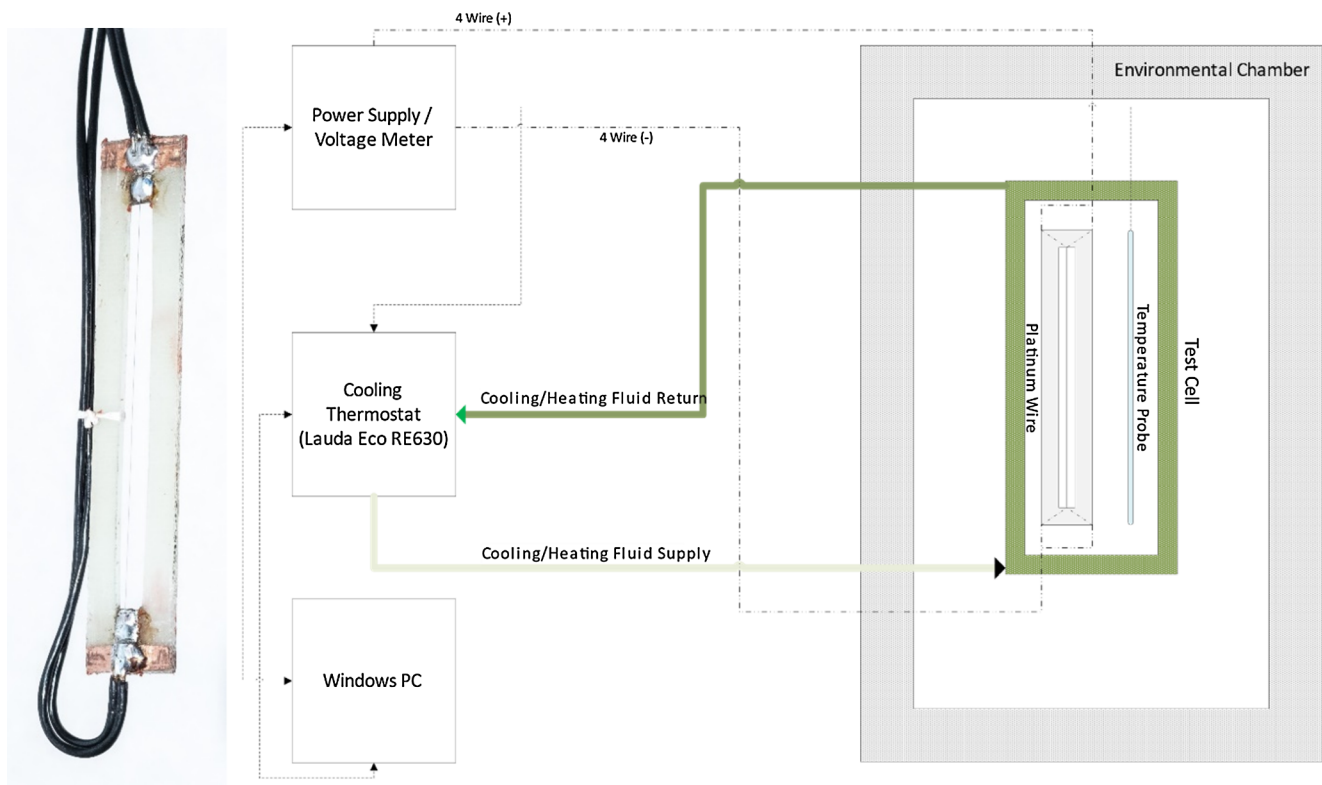 4 Wire (+)
Power Supply /
Voltage Meter
4 Wire (-)
Environmental Chamber
Cooling
Thermostat
(Lauda Eco RE630)
Cooling/Heating Fluid Return
Platinum Wire
Temperature Probe
Test Cell
Cooling/Heating Fluid Supply
Windows PC